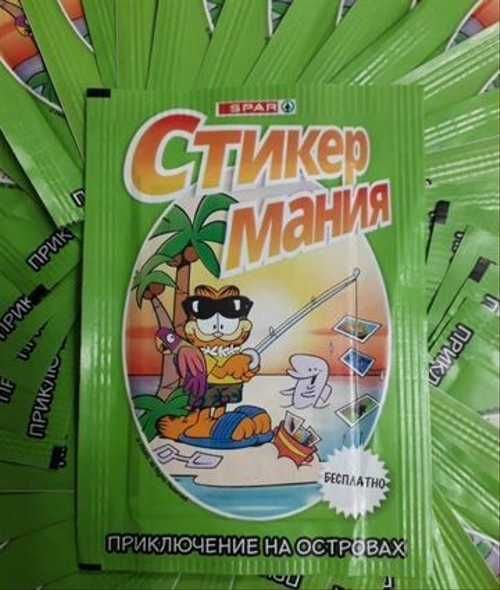 SPAR
СТИКЕР
МАНИЯ
БЕСПЛАТНО
ПРИКЛЮЧЕНИЕ НА ОСТРОВАХ